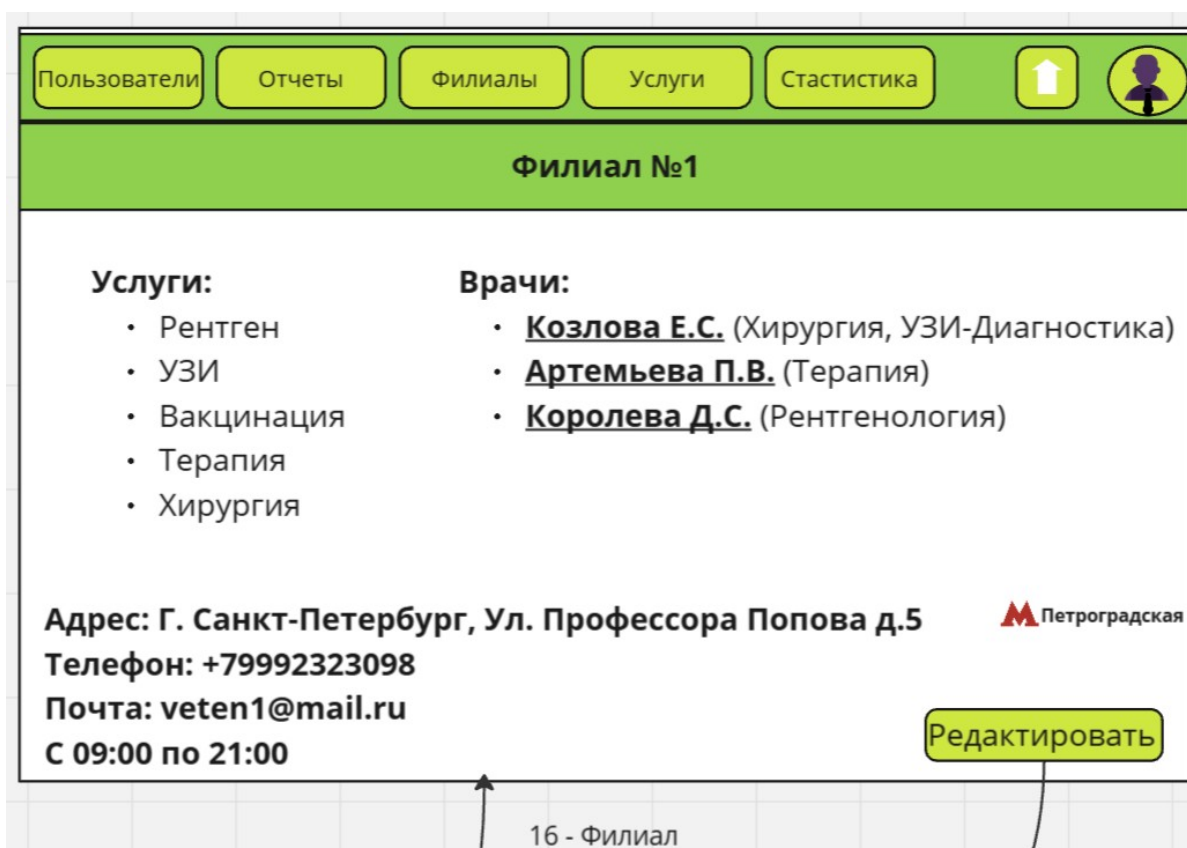 Пользователи Отчеты Филиалы Услуги Стастистика
Филиал №1
Услуги:
• Рентген
• УЗИ
• Вакцинация
• Терапия
• Хирургия
Врачи:
• Козлова Е.С. (Хирургия, УЗИ-Диагностика)
• Артемьева П.В. (Терапия)
• Королева Д.С. (Рентгенология)
Адрес: Г. Санкт-Петербург, Ул. Профессора Попова д.5
Петроградская
Телефон: +79992323098
Почта: veten1@mail.ru
С 09:00 по 21:00
Редактировать
16 - Филиал